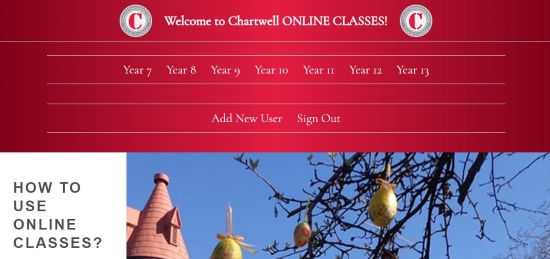 C Welcome to Chartwell ONLINE CLASSES! C
Year 7 Year 8 Year 9 Year 10 Year 11 Year 12 Year 13
Add New User Sign Out
HOW TO
USE
ONLINE
CLASSES?